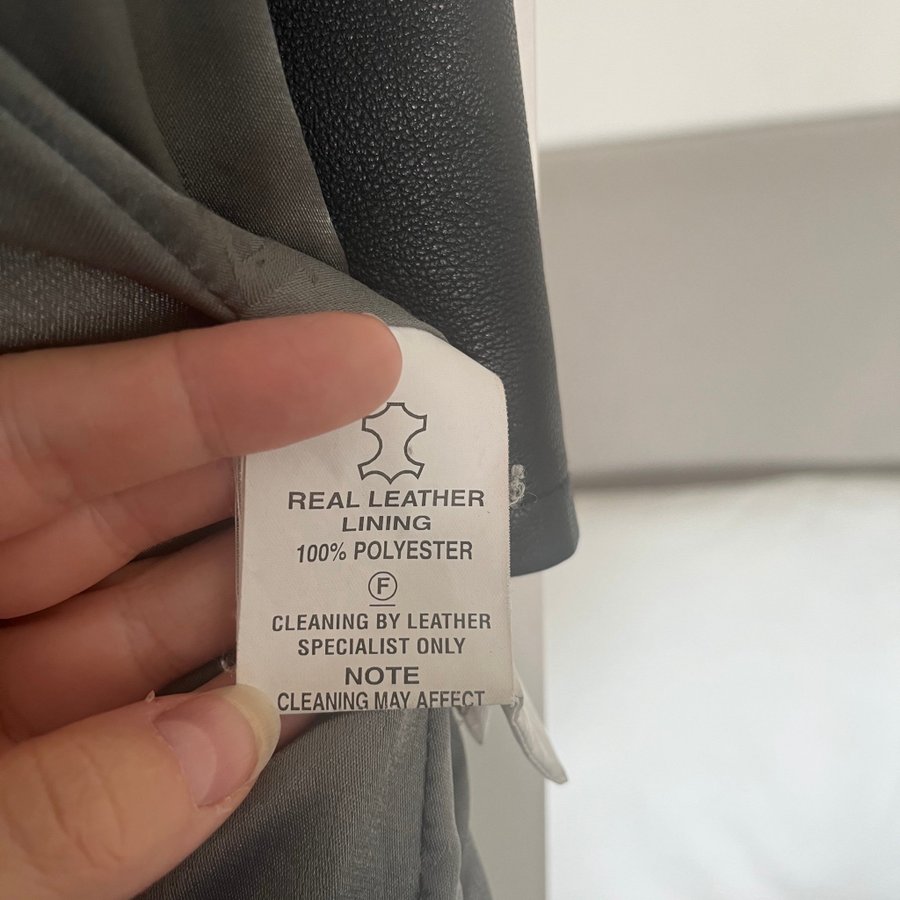 REAL LEATHER
LINING
100% POLYESTER
F
CLEANING BY LEATHER
SPECIALIST ONLY
NOTE
CLEANING MAY AFFECT